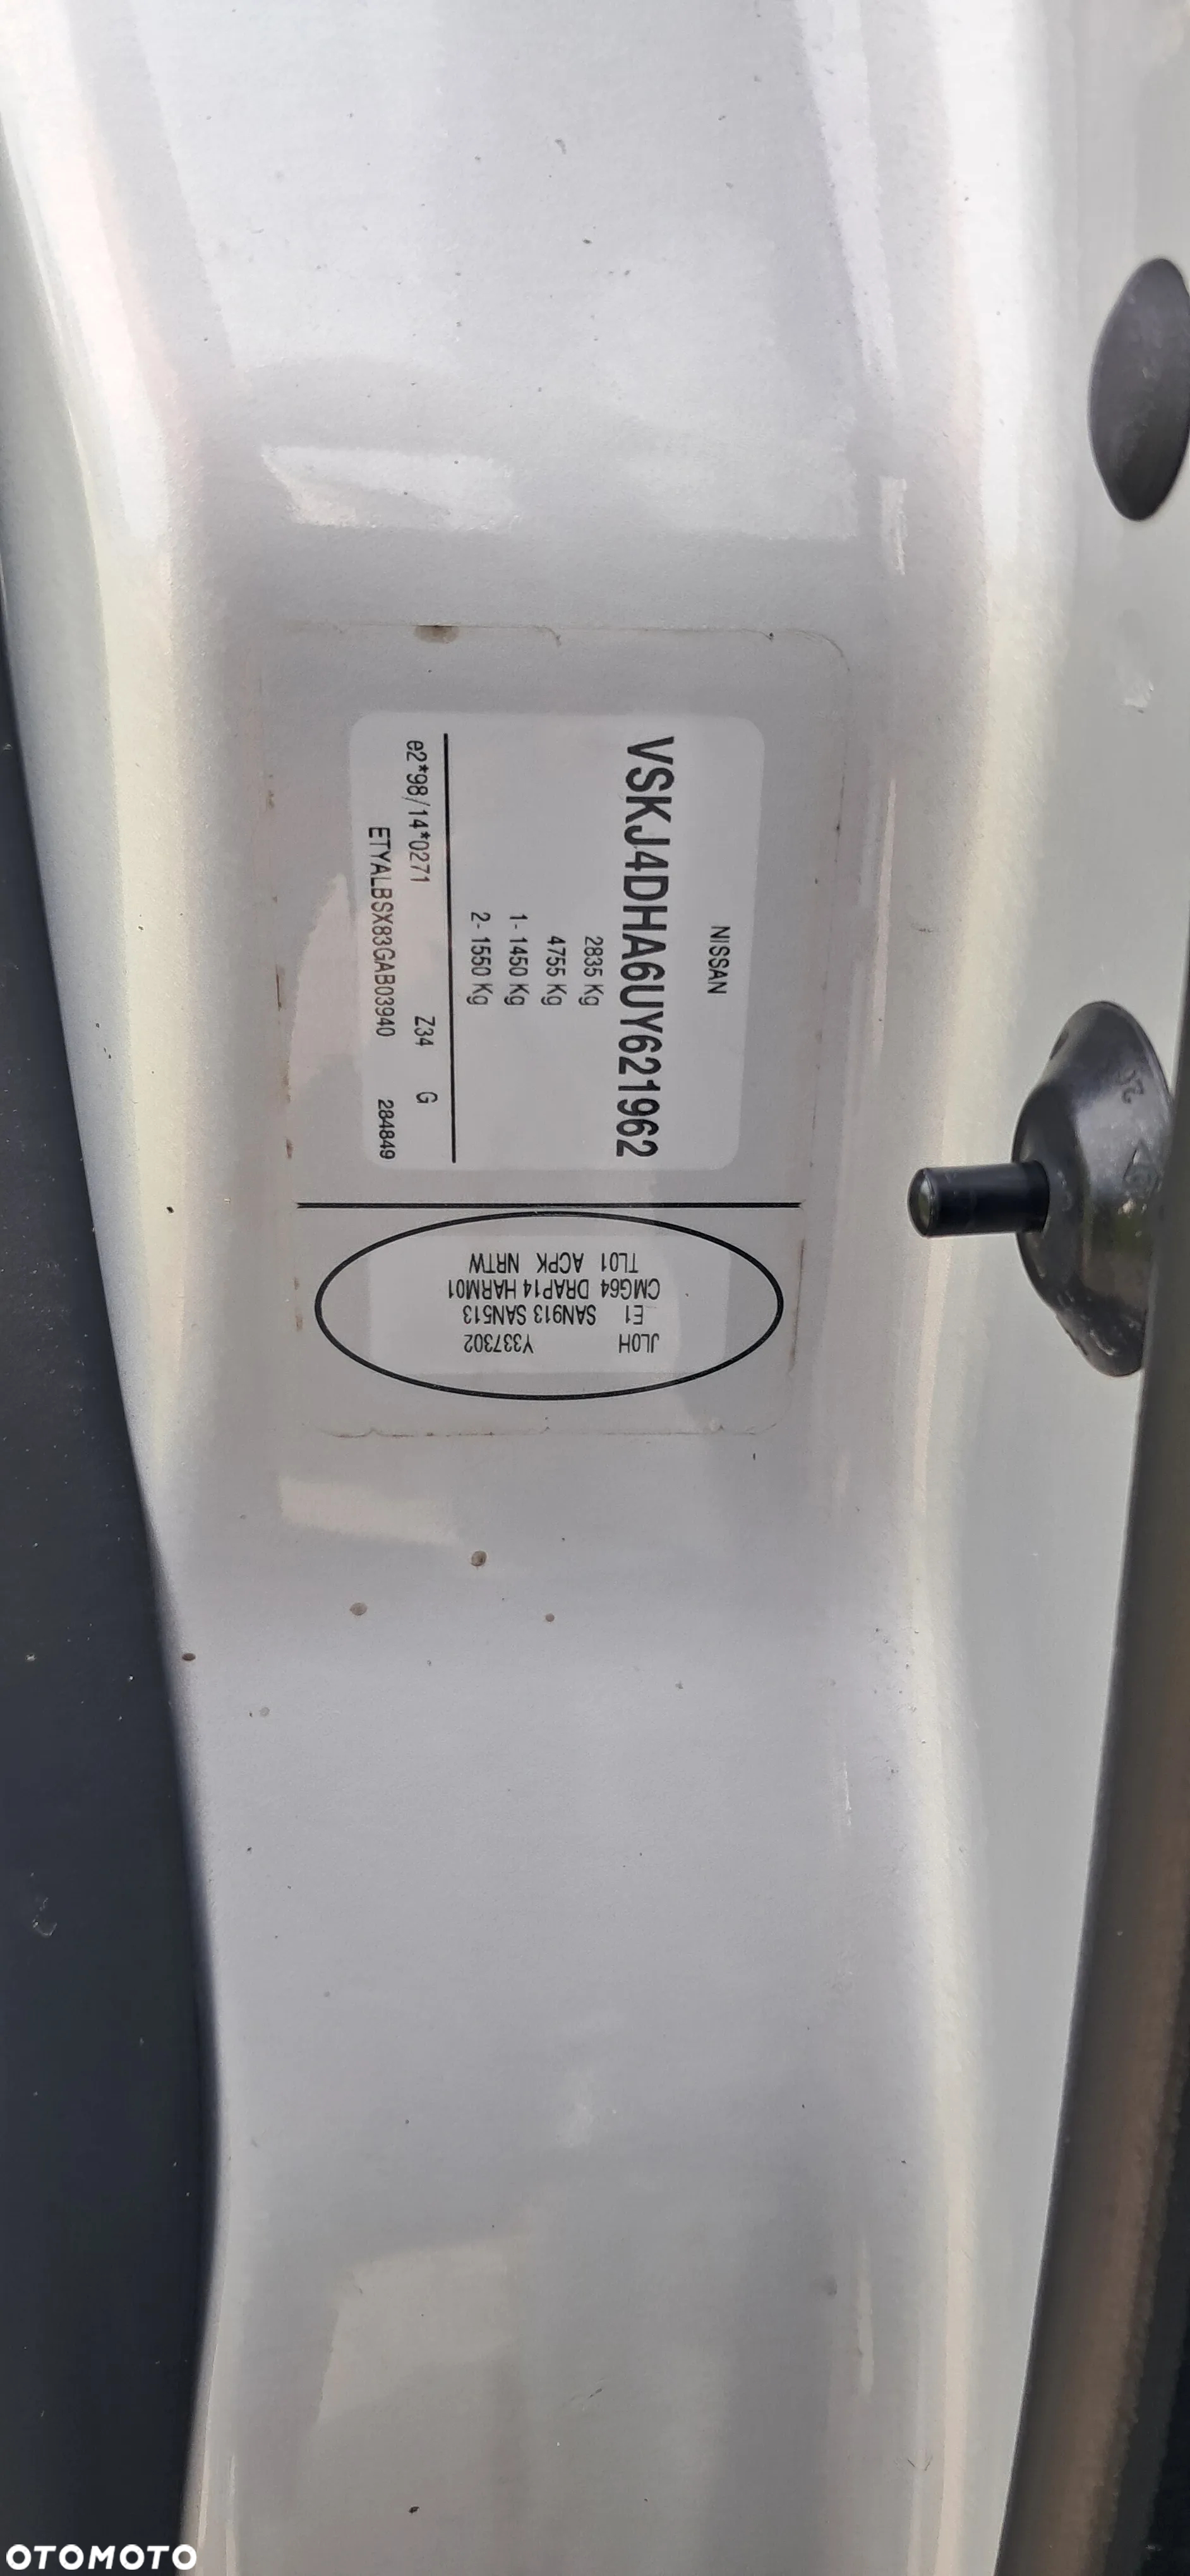 NISSAN
VSKJ4DHA6UY621962
2835 Kg
4755 Kg
1- 1450 Kg
2- 1550 Kg
e2*98/14*0271 Z34 G
ETYALBSX83GAB03940 284849
JL0H Y337302
E1 SAN913 SAN513
CMG64 DRAP14 HARM01
TL01 ACPK NRTW
OTOMOTO